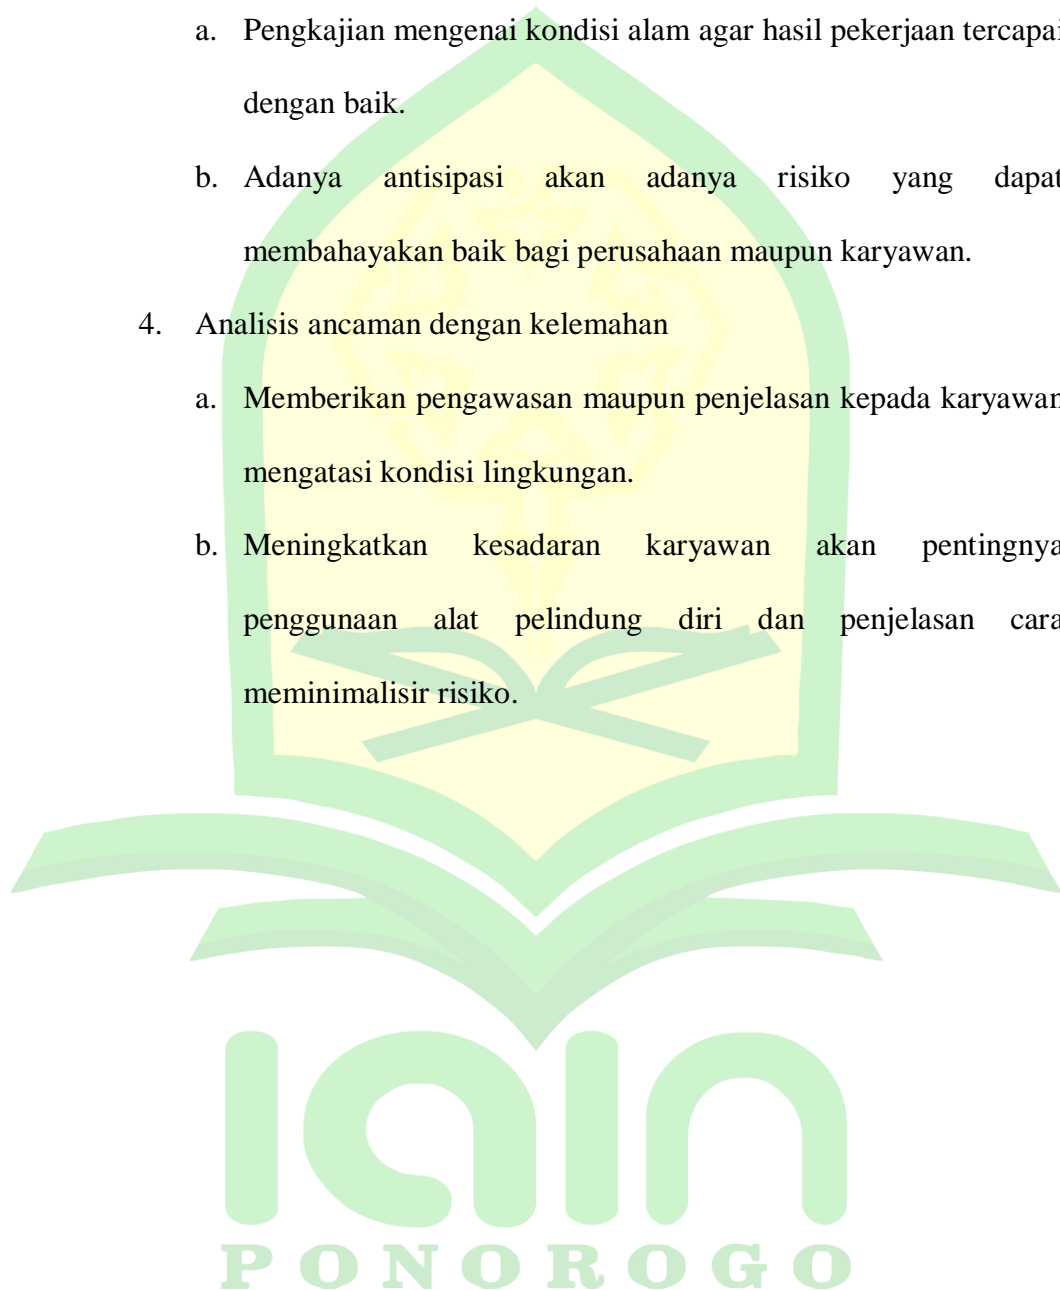 a. Pengkajian mengenai kondisi alam agar hasil pekerjaan tercapai
dengan baik.
b. Adanya antisipasi akan adanya risiko yang dapat
membahayakan baik bagi perusahaan maupun karyawan.
4. Analisis ancaman dengan kelemahan
a. Memberikan pengawasan maupun penjelasan kepada karyawan
mengatasi kondisi lingkungan.
b. Meningkatkan kesadaran karyawan akan pentingnya
penggunaan alat pelindung diri dan penjelasan cara
meminimalisir risiko.
IAIN
PONOROGO